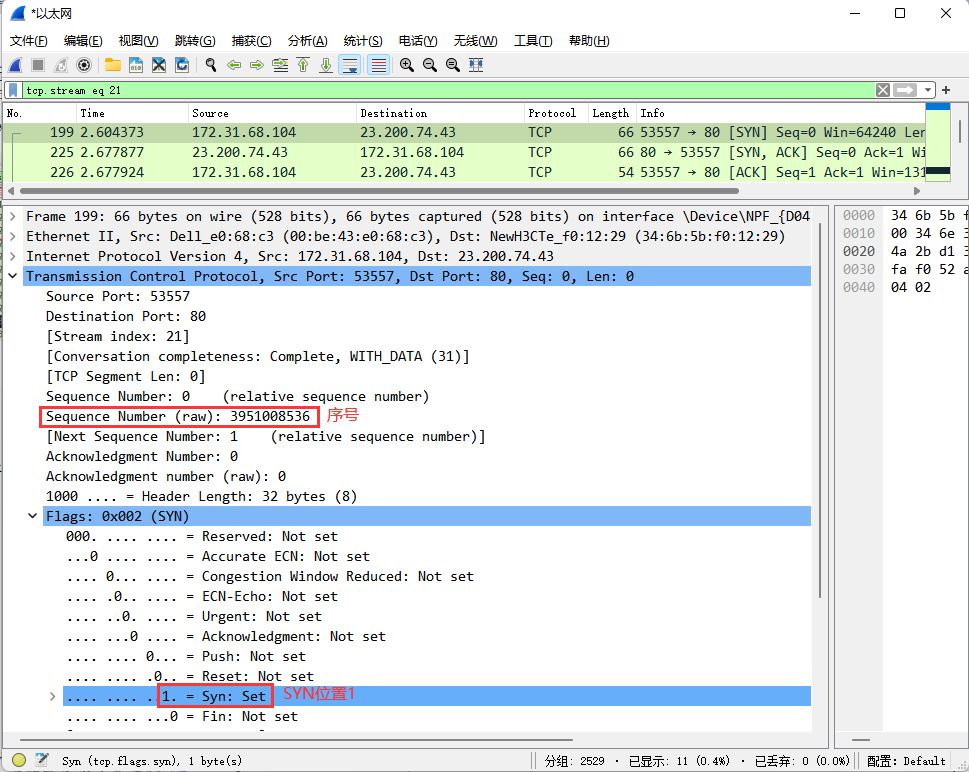 *以太网
文件(F) 编辑(E) 视图(V) 跳转(G) 捕获(C) 分析(A) 统计(S) 电话(Y) 无线(W) 工具(T) 帮助(H)
tcp.stream eq 21
No. Time Source Destination Protocol Length Info
199 2.604373 172.31.68.104 23.200.74.43 TCP 66 53557 → 80 [SYN] Seq=0 Win=64240 Len
225 2.677877 23.200.74.43 172.31.68.104 TCP 66 80 → 53557 [SYN, ACK] Seq=0 Ack=1 Wi
226 2.677924 172.31.68.104 23.200.74.43 TCP 54 53557 → 80 [ACK] Seq=1 Ack=1 Win=131
Frame 199: 66 bytes on wire (528 bits), 66 bytes captured (528 bits) on interface \Device\NPF_{D04
Ethernet II, Src: Dell_e0:68:c3 (00:be:43:e0:68:c3), Dst: NewH3CTe_f0:12:29 (34:6b:5b:f0:12:29)
Internet Protocol Version 4, Src: 172.31.68.104, Dst: 23.200.74.43
Transmission Control Protocol, Src Port: 53557, Dst Port: 80, Seq: 0, Len: 0
Source Port: 53557
Destination Port: 80
[Stream index: 21]
[Conversation completeness: Complete, WITH_DATA (31)]
[TCP Segment Len: 0]
Sequence Number: 0 (relative sequence number)
Sequence Number (raw): 3951008536 序号
[Next Sequence Number: 1 (relative sequence number)]
Acknowledgment Number: 0
Acknowledgment number (raw): 0
1000 .... = Header Length: 32 bytes (8)
Flags: 0x002 (SYN)
000. .... .... = Reserved: Not set
...0 .... .... = Accurate ECN: Not set
.... 0... .... = Congestion Window Reduced: Not set
.... .0.. .... = ECN-Echo: Not set
.... ..0. .... = Urgent: Not set
.... ...0 .... = Acknowledgment: Not set
.... .... 0... = Push: Not set
.... .... .0.. = Reset: Not set
.... .... ..1. = Syn: Set SYN位置1
.... .... ...0 = Fin: Not set
0000 34 6b 5b f
0010 00 34 6e 3
0020 4a 2b d1 3
0030 fa f0 52 a
0040 04 02
Syn (tcp.flags.syn), 1 byte(s) 分组: 2529 · 已显示: 11 (0.4%) · 已丢弃: 0 (0.0%) 配置: Default